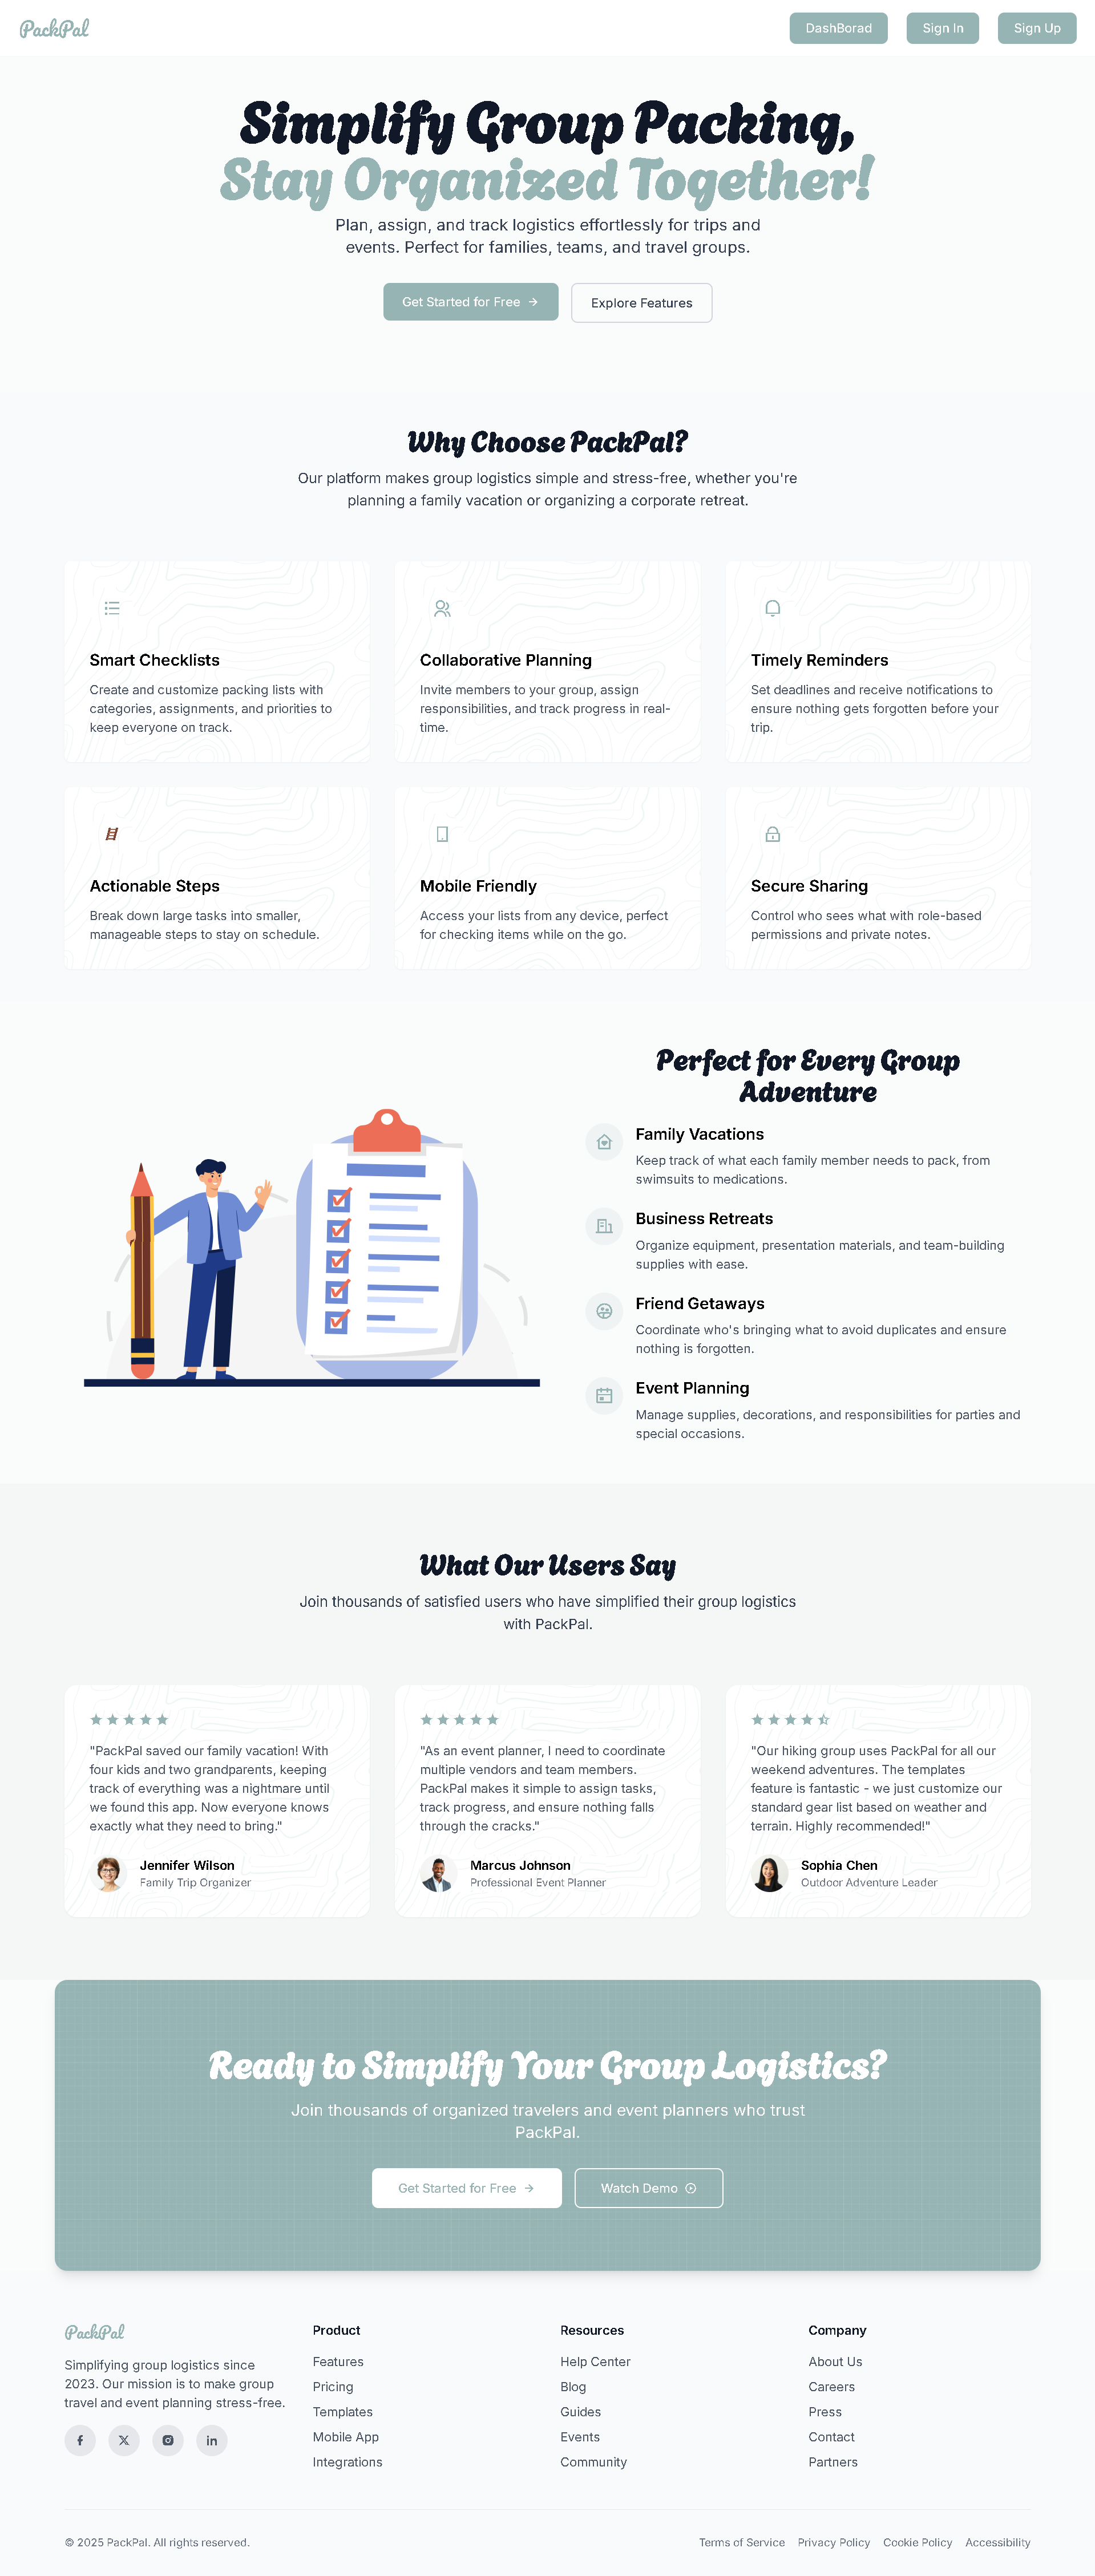 PackPal
DashBorad
Sign In
Sign Up
Simplify Group Packing,
Stay Organized Together!
Plan, assign, and track logistics effortlessly for trips and
events. Perfect for families, teams, and travel groups.
Get Started for Free
Explore Features
Why Choose PackPal?
Our platform makes group logistics simple and stress-free, whether you're
planning a family vacation or organizing a corporate retreat.
Smart Checklists
Create and customize packing lists with
categories, assignments, and priorities to
keep everyone on track.
Collaborative Planning
Invite members to your group, assign
responsibilities, and track progress in real-
time.
Timely Reminders
Set deadlines and receive notifications to
ensure nothing gets forgotten before your
trip.
Actionable Steps
Break down large tasks into smaller,
manageable steps to stay on schedule.
Mobile Friendly
Access your lists from any device, perfect
for checking items while on the go.
Secure Sharing
Control who sees what with role-based
permissions and private notes.
Perfect for Every Group
Adventure
Family Vacations
Keep track of what each family member needs to pack, from
swimsuits to medications.
Business Retreats
Organize equipment, presentation materials, and team-building
supplies with ease.
Friend Getaways
Coordinate who's bringing what to avoid duplicates and ensure
nothing is forgotten.
Event Planning
Manage supplies, decorations, and responsibilities for parties and
special occasions.
What Our Users Say
Join thousands of satisfied users who have simplified their group logistics
with PackPal.
"PackPal saved our family vacation! With
four kids and two grandparents, keeping
track of everything was a nightmare until
we found this app. Now everyone knows
exactly what they need to bring."
Jennifer Wilson
Family Trip Organizer
"As an event planner, I need to coordinate
multiple vendors and team members.
PackPal makes it simple to assign tasks,
track progress, and ensure nothing falls
through the cracks."
Marcus Johnson
Professional Event Planner
"Our hiking group uses PackPal for all our
weekend adventures. The templates
feature is fantastic - we just customize our
standard gear list based on weather and
terrain. Highly recommended!"
Sophia Chen
Outdoor Adventure Leader
Ready to Simplify Your Group Logistics?
Join thousands of organized travelers and event planners who trust
PackPal.
Get Started for Free
Watch Demo
PackPal
Simplifying group logistics since
2023. Our mission is to make group
travel and event planning stress-free.
Product
Features
Pricing
Templates
Mobile App
Integrations
Resources
Help Center
Blog
Guides
Events
Community
Company
About Us
Careers
Press
Contact
Partners
© 2025 PackPal. All rights reserved.
Terms of Service
Privacy Policy
Cookie Policy
Accessibility